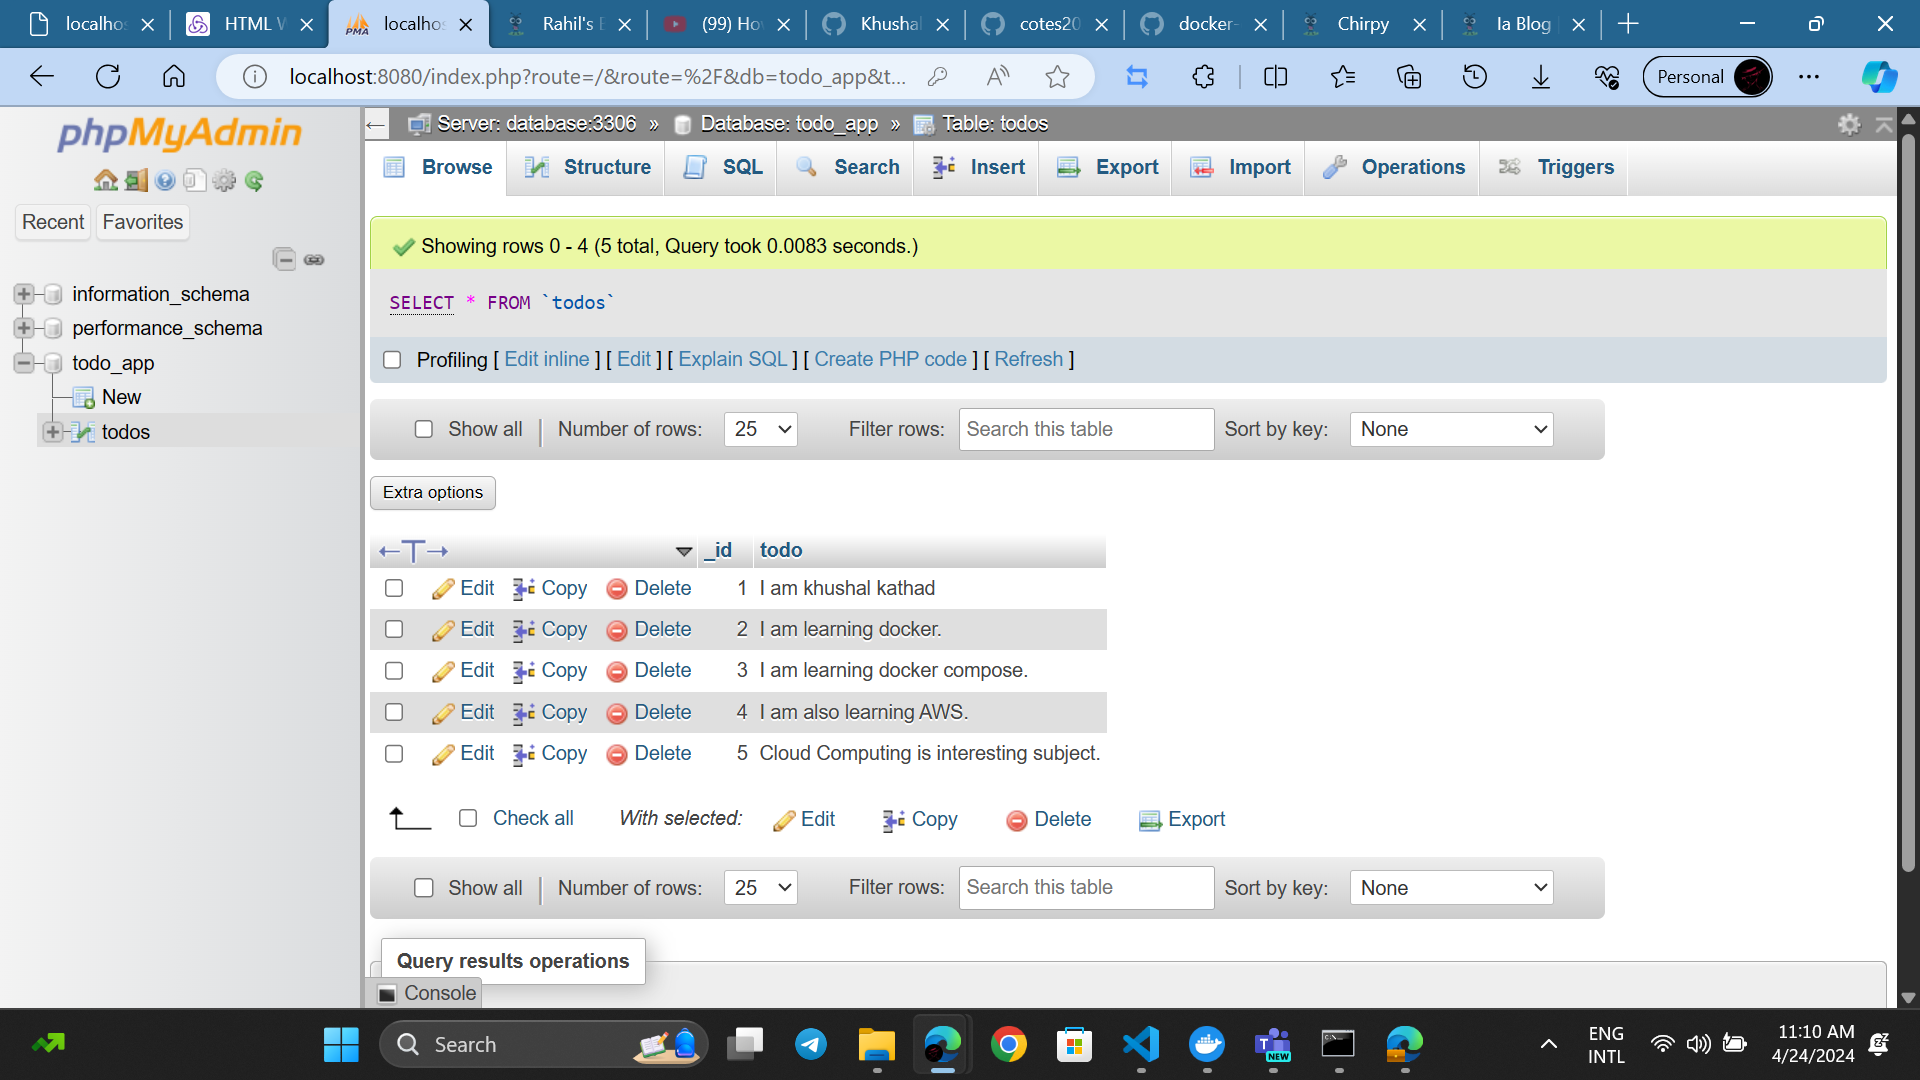 localhos
HTML W
localhos
Rahil's B
(99) How
Khushal
cotes20
docker-
Chirpy
la Blog
localhost:8080/index.php?route=/&route=%2F&db=todo_app&t...
Personal
phpMyAdmin
Recent
Favorites
information_schema
performance_schema
todo_app
New
todos
Server: database:3306 » Database: todo_app » Table: todos
Browse
Structure
SQL
Search
Insert
Export
Import
Operations
Triggers
Showing rows 0 - 4 (5 total, Query took 0.0083 seconds.)
SELECT * FROM `todos`
Profiling [ Edit inline ] [ Edit ] [ Explain SQL ] [ Create PHP code ] [ Refresh ]
Show all
Number of rows:
25
Filter rows:
Search this table
Sort by key:
None
Extra options
_id
todo
Edit Copy Delete 1 I am khushal kathad
Edit Copy Delete 2 I am learning docker.
Edit Copy Delete 3 I am learning docker compose.
Edit Copy Delete 4 I am also learning AWS.
Edit Copy Delete 5 Cloud Computing is interesting subject.
Check all
With selected:
Edit
Copy
Delete
Export
Show all
Number of rows:
25
Filter rows:
Search this table
Sort by key:
None
Query results operations
Console
Search
NEW
ENG
INTL
11:10 AM
4/24/2024